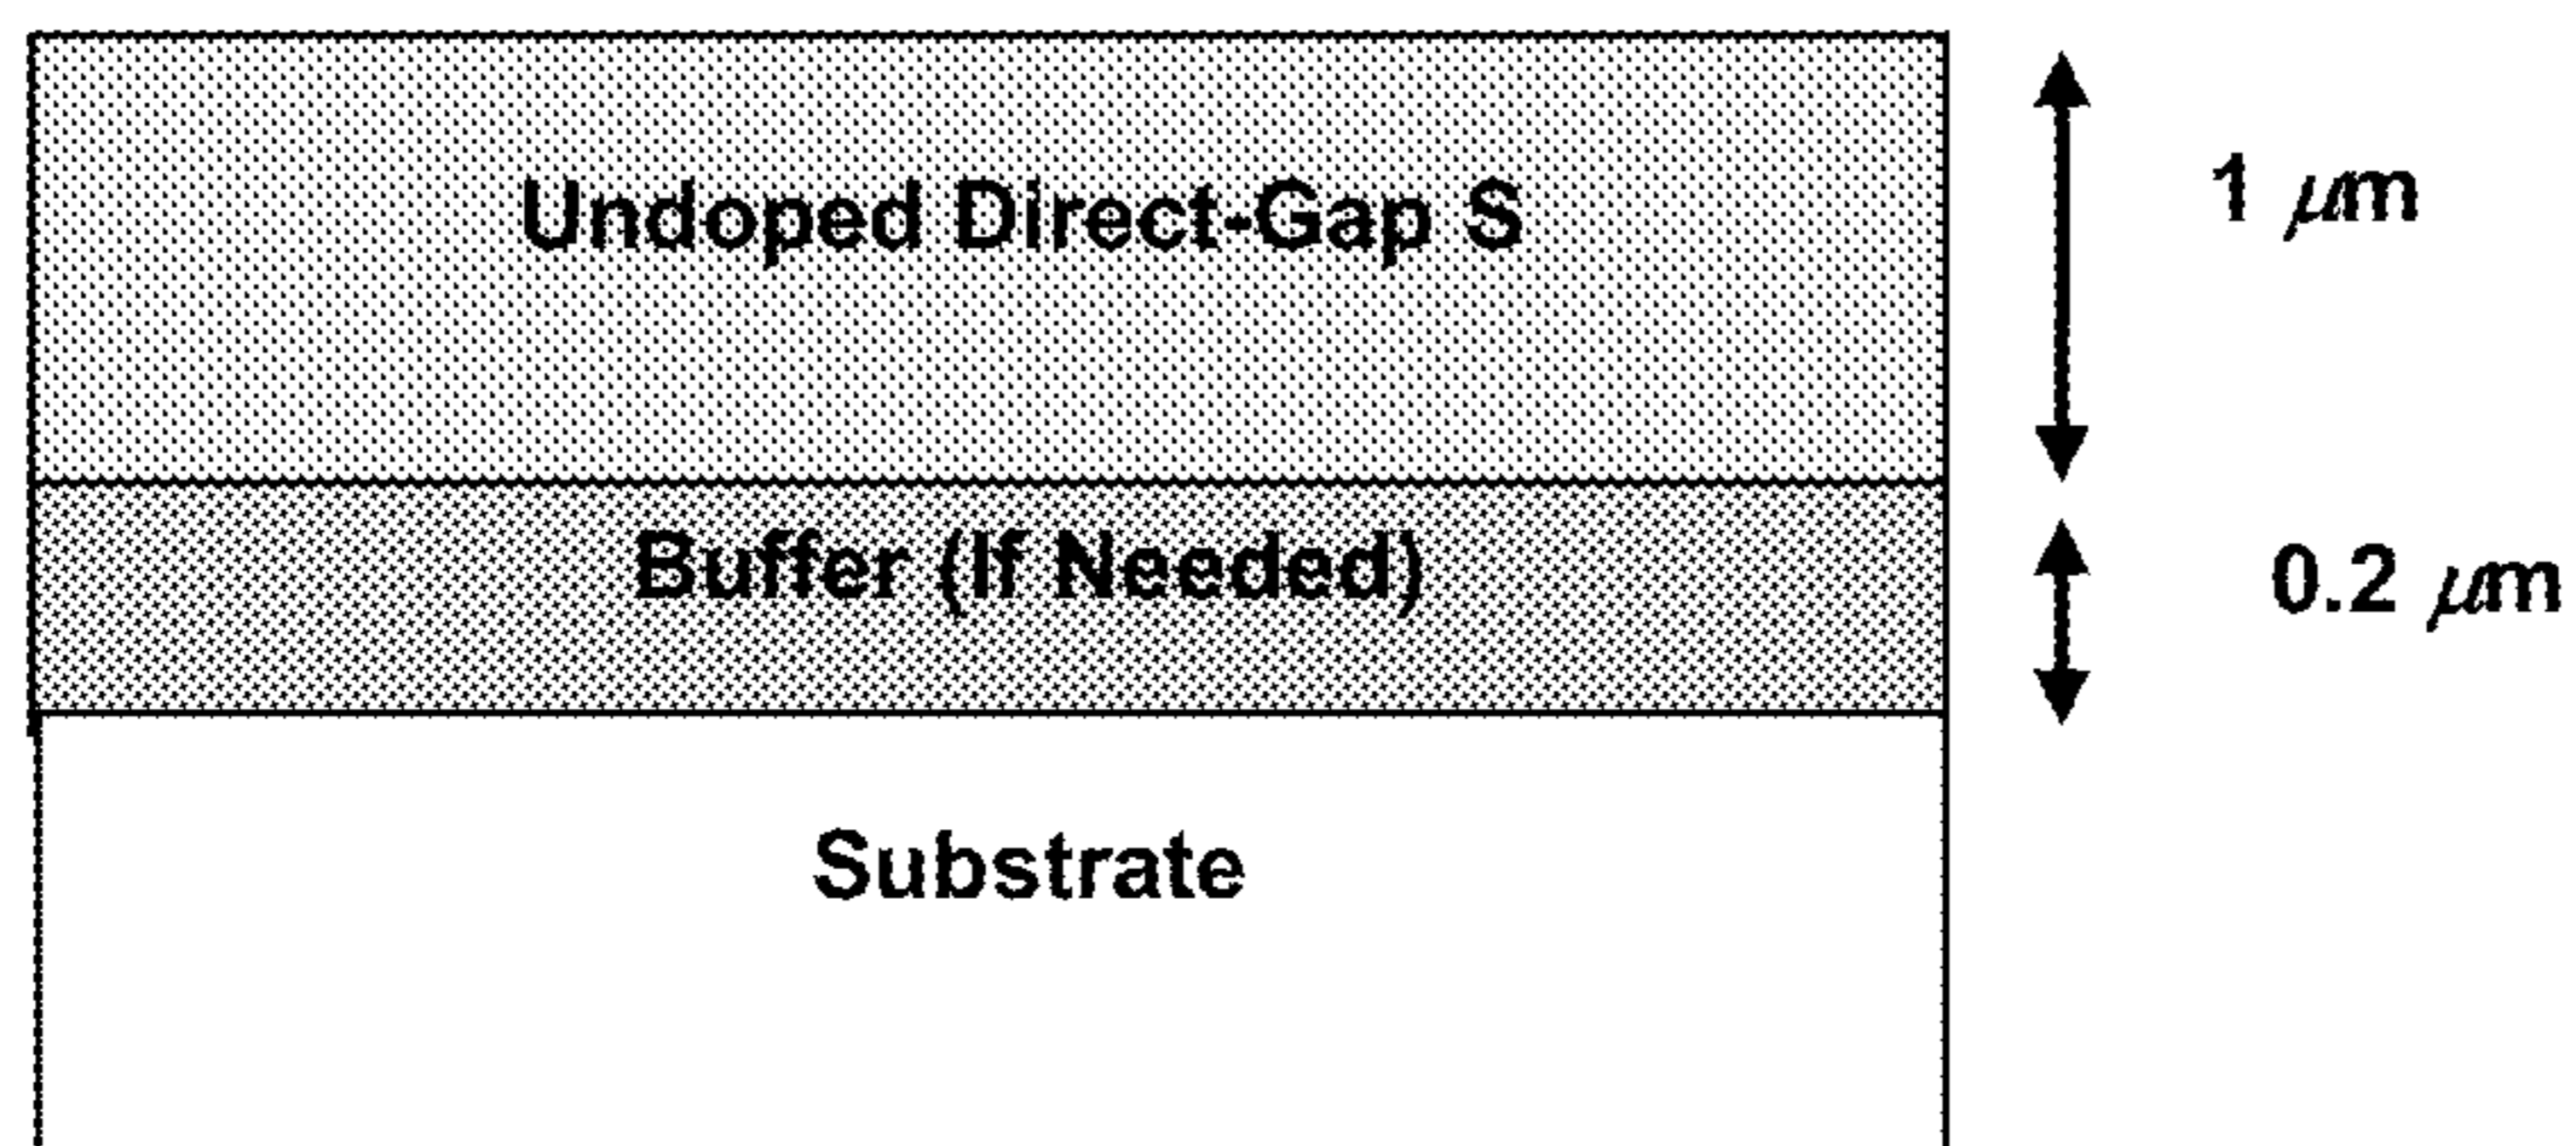 Undoped Direct-Gap S
1 μm
Buffer (If Needed)
0.2 μm
Substrate